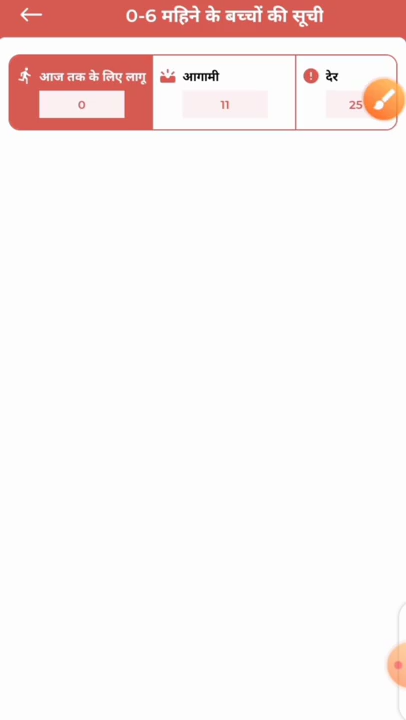 0-6 महिने के बच्चों की सूची
आज तक के लिए लागू
0
आगामी
11
देर
25